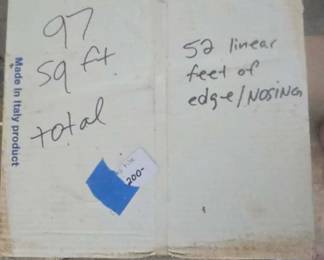 97
sq ft
total
52 linear
feet of
edge/NOSING
Made in Italy product
200-